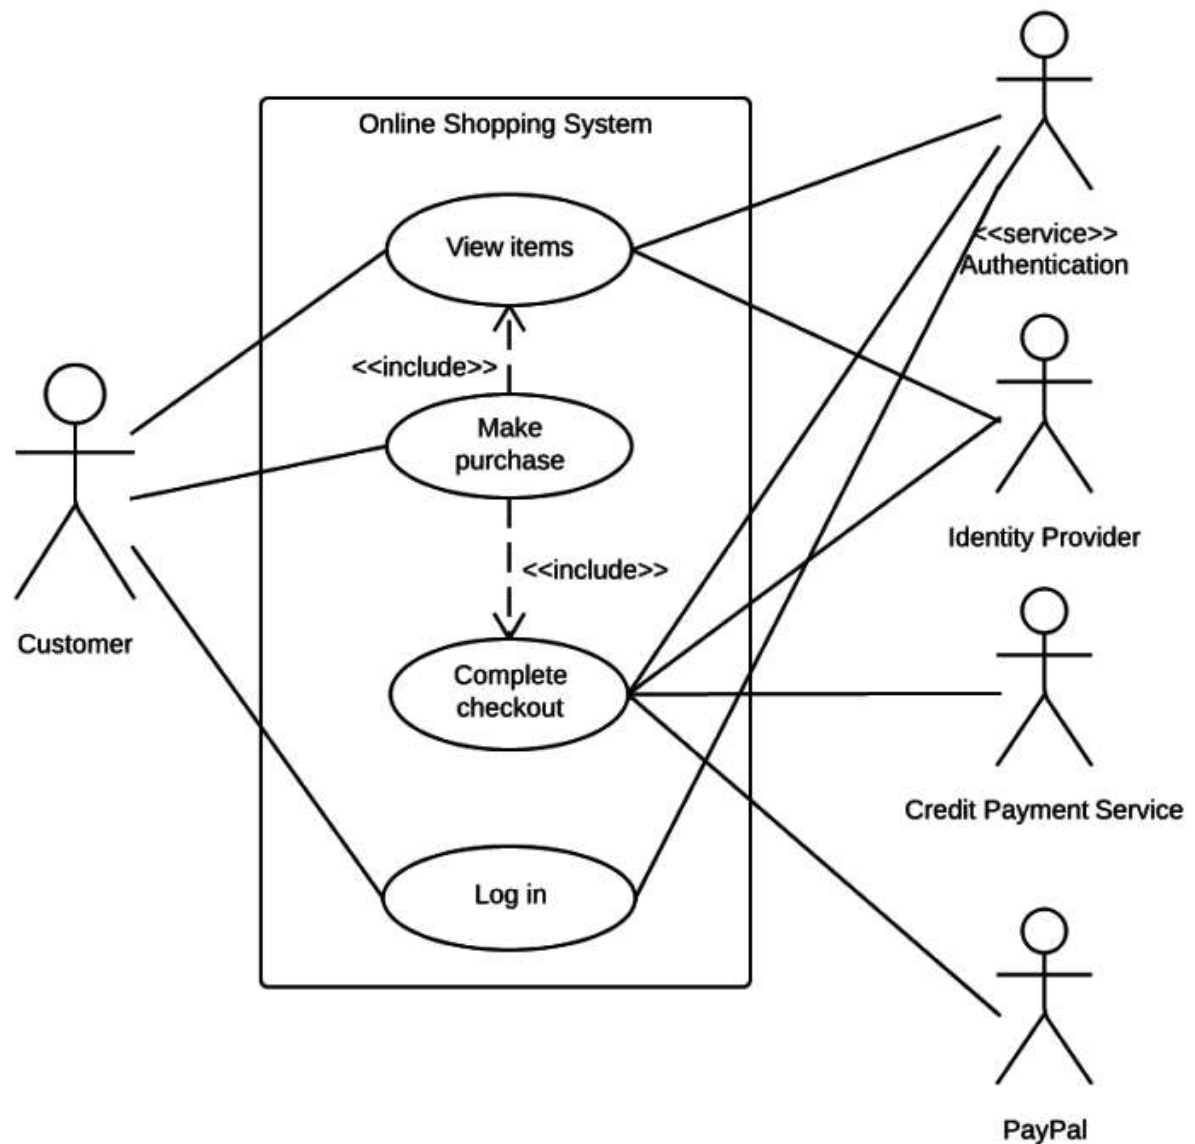 Online Shopping System
View items
<<service>>
Authentication
<<include>>
Make
purchase
Identity Provider
<<include>>
Customer
Complete
checkout
Credit Payment Service
Log in
PayPal